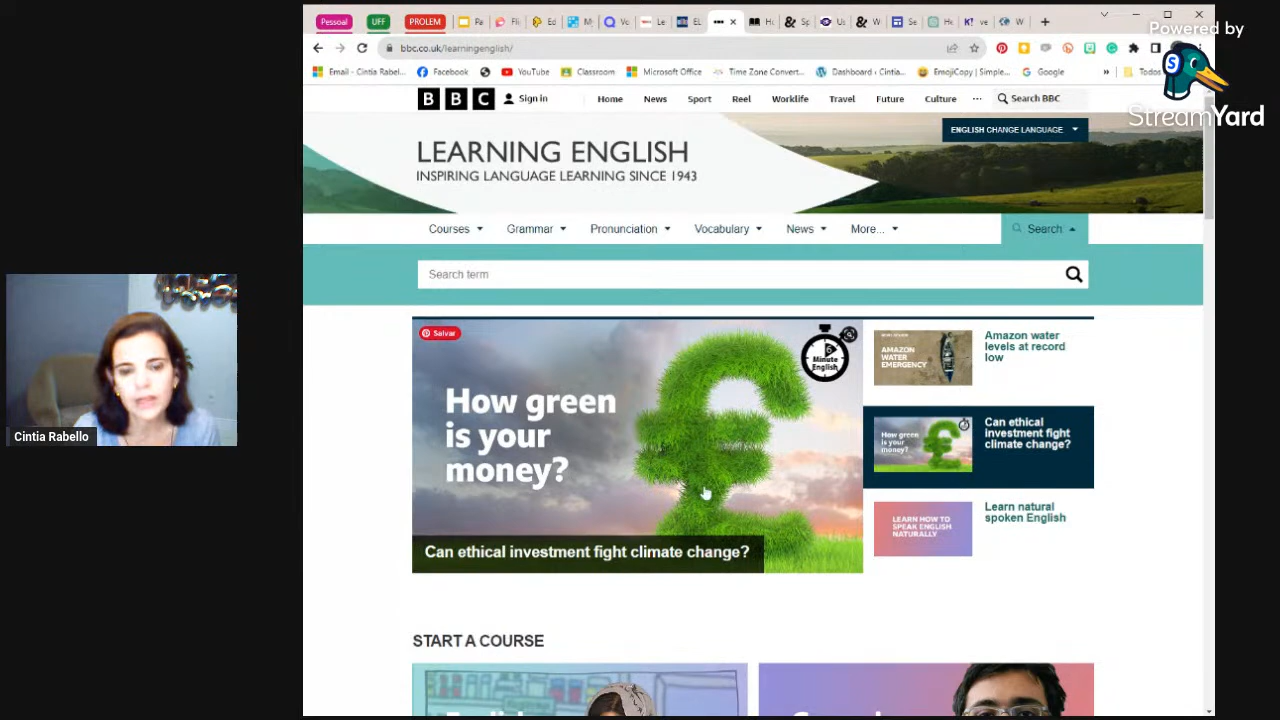 Pessoal UFF PROLEM
bbc.co.uk/learningenglish/
Email - Cintia Rabel... Facebook YouTube Classroom Microsoft Office Time Zone Convert... Dashboard ‹ Cintia... EmojiCopy | Simple... Google » Todos
Powered by
StreamYard
BBC Sign in Home News Sport Reel Worklife Travel Future Culture ... Search BBC
ENGLISH CHANGE LANGUAGE
LEARNING ENGLISH
INSPIRING LANGUAGE LEARNING SINCE 1943
Courses Grammar Pronunciation Vocabulary News More... Search
Search term
Salvar
6 Minute English
How green
is your
money?
Can ethical investment fight climate change?
AMAZON
WATER
EMERGENCY
Amazon water
levels at record
low
How green
is your
money?
Can ethical
investment fight
climate change?
LEARN HOW TO
SPEAK ENGLISH
NATURALLY
Learn natural
spoken English
START A COURSE
Cintia Rabello